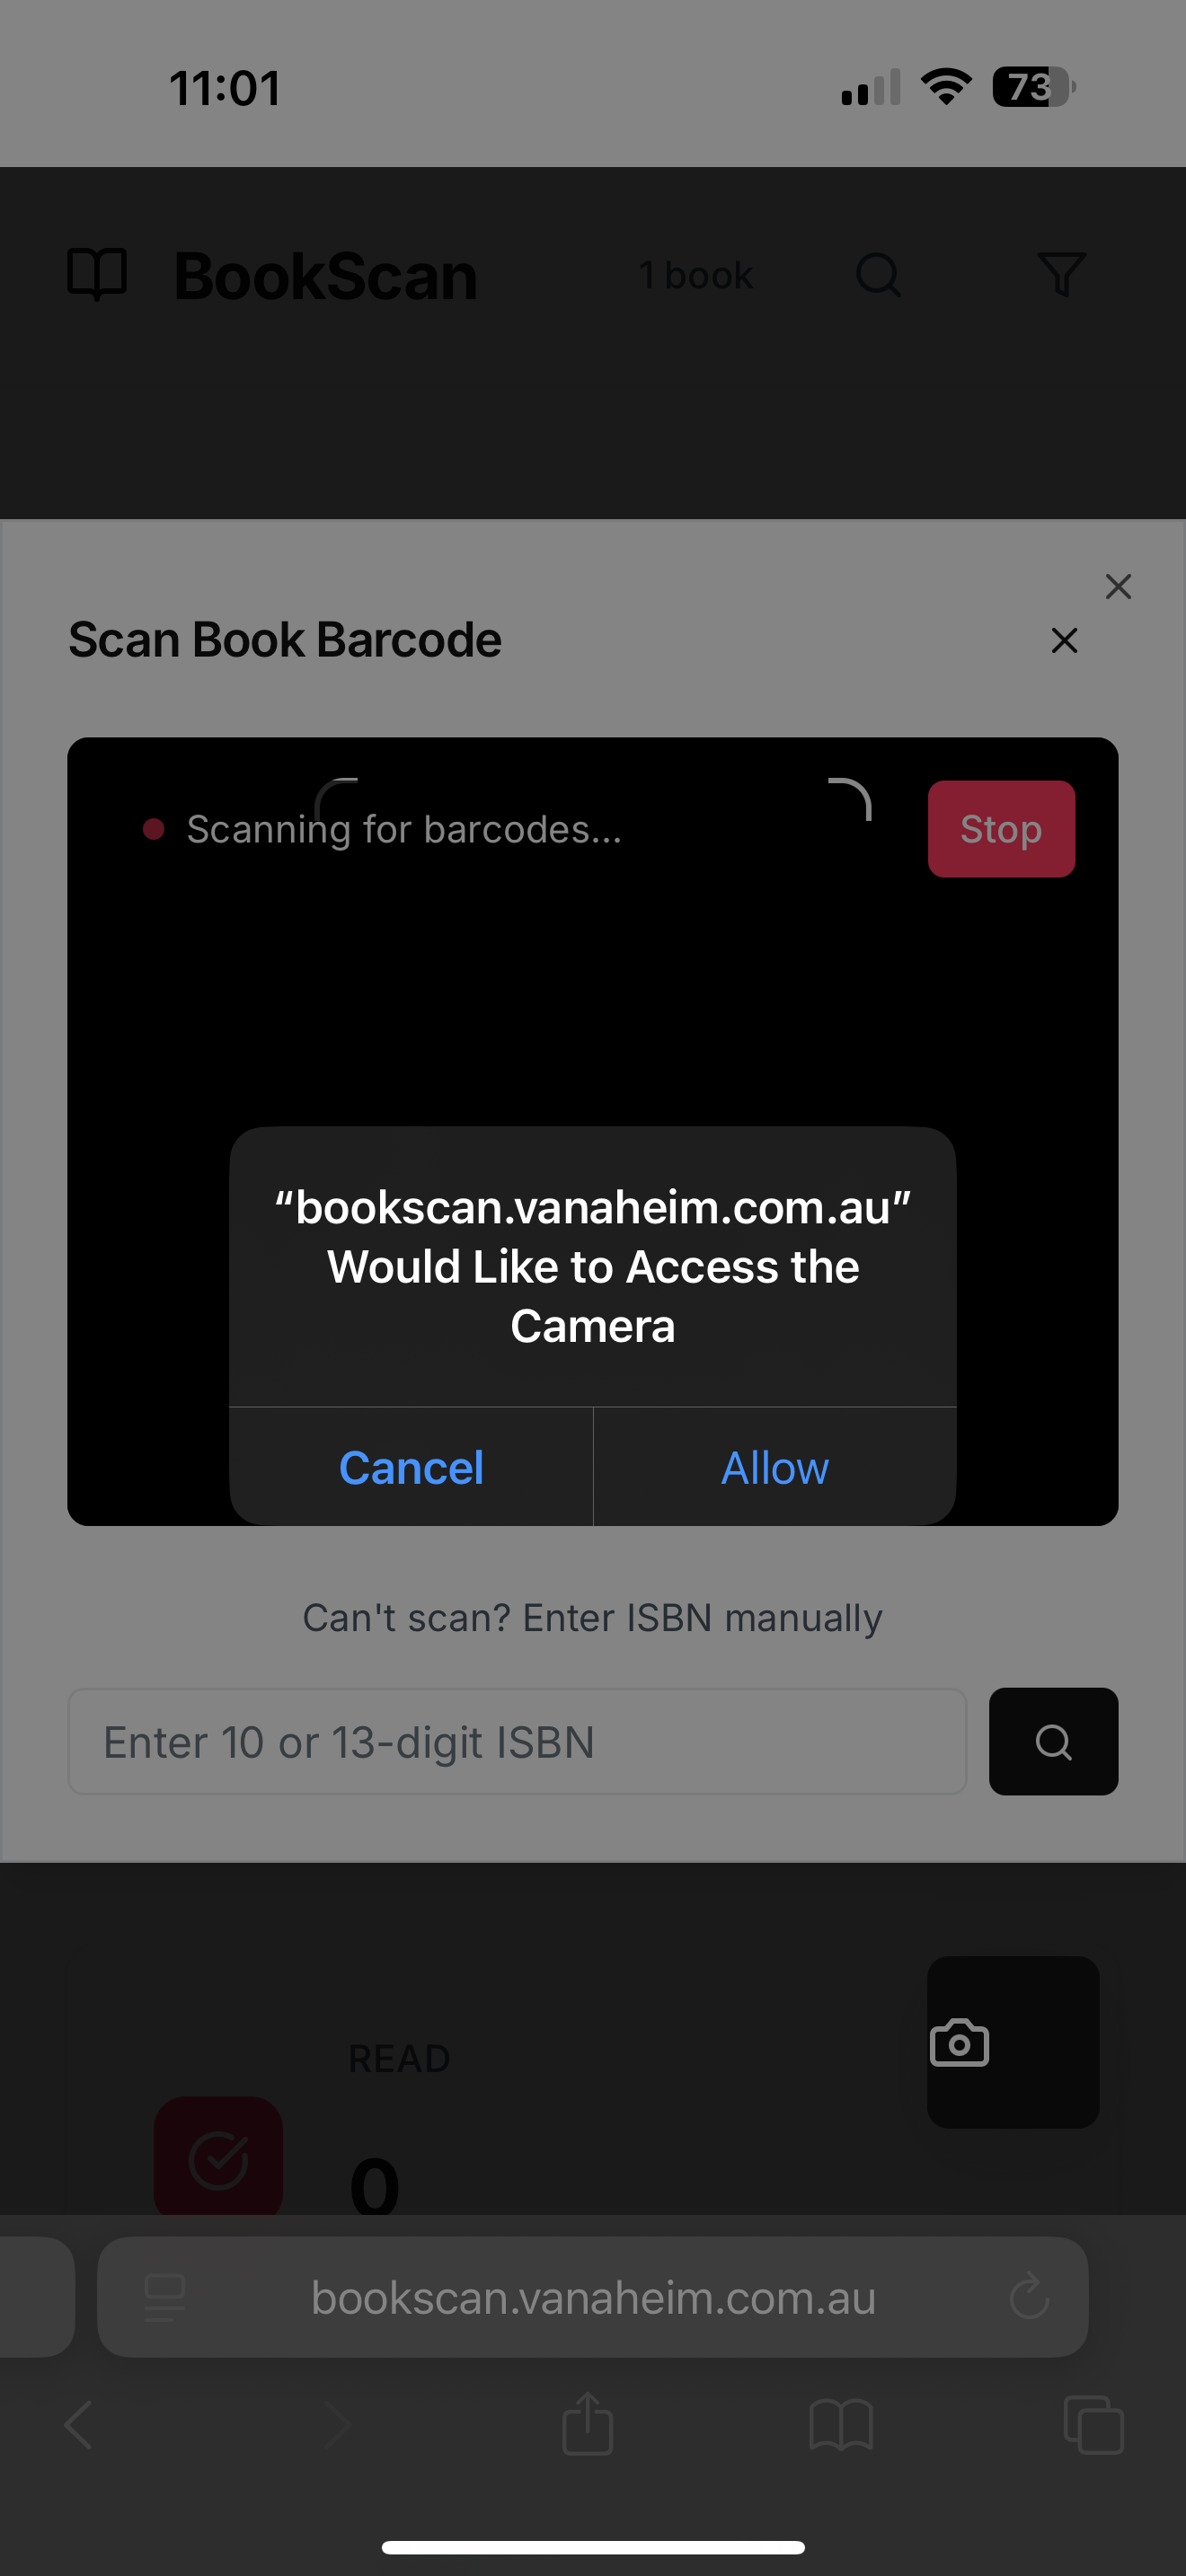 11:01
73
BookScan
1 book
Scan Book Barcode
Scanning for barcodes...
Stop
“bookscan.vanaheim.com.au”
Would Like to Access the
Camera
Cancel
Allow
Can't scan? Enter ISBN manually
Enter 10 or 13-digit ISBN
READ
0
bookscan.vanaheim.com.au